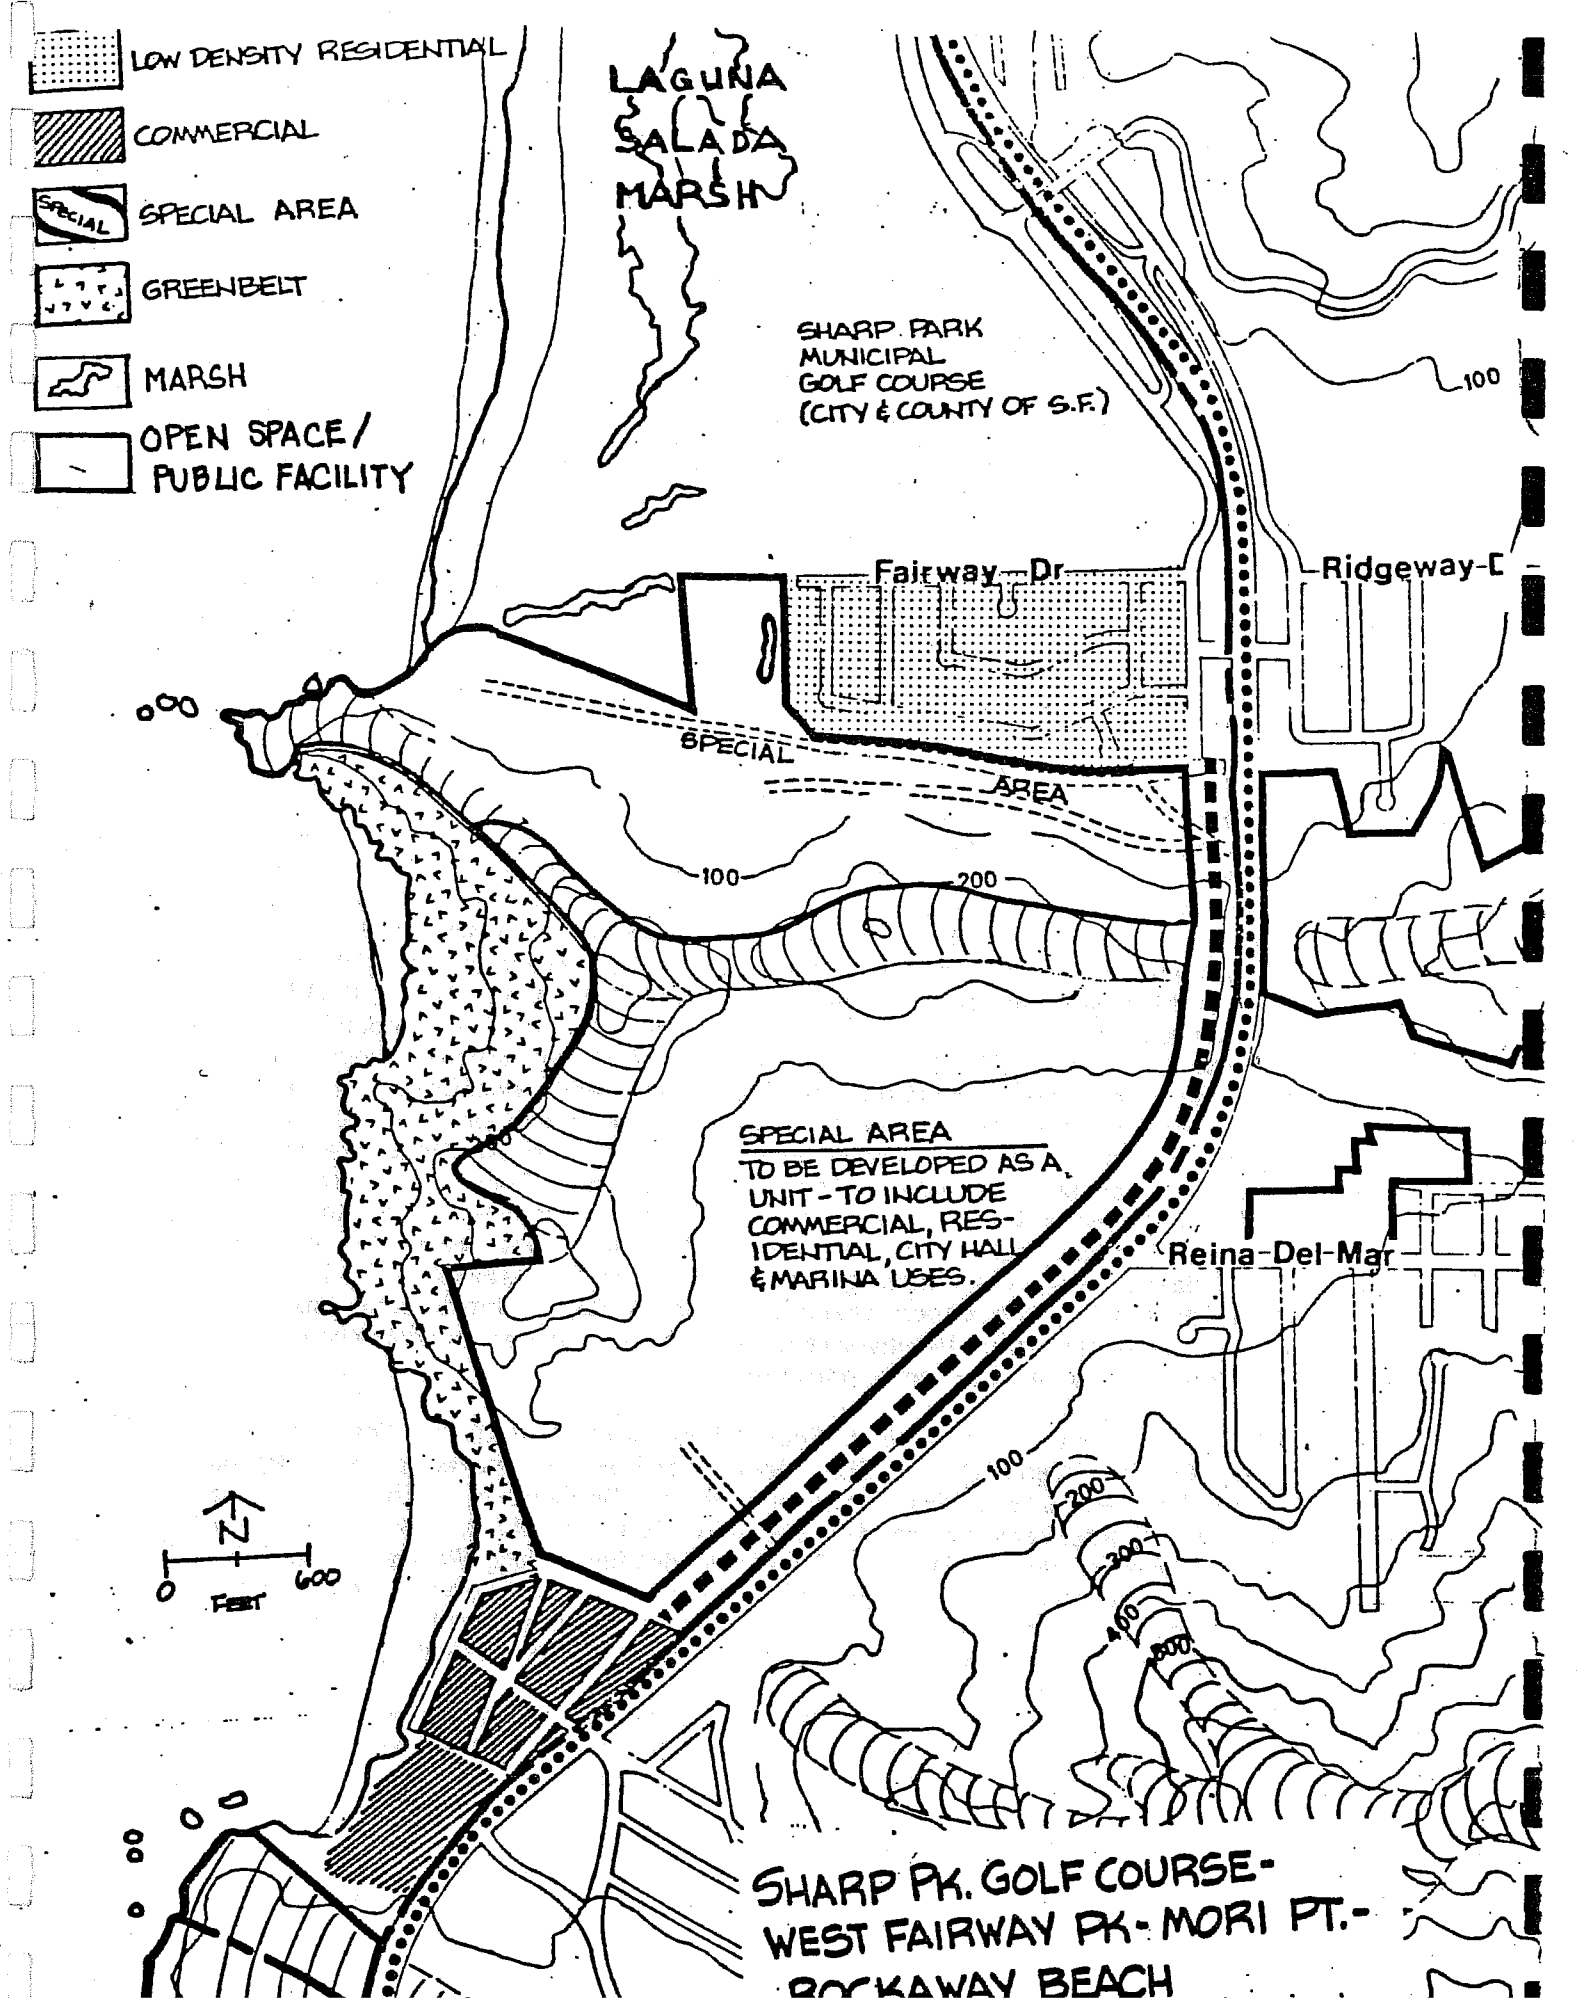 LOW DENSITY RESIDENTIAL
COMMERCIAL
SPECIAL
SPECIAL AREA
GREENBELT
MARSH
OPEN SPACE/
PUBLIC FACILITY
LAGUNA
SALADA
MARSH
SHARP PARK
MUNICIPAL
GOLF COURSE
(CITY & COUNTY OF S.F.)
100
Fairway Dr
Ridgeway
SPECIAL
AREA
100
200
SPECIAL AREA
TO BE DEVELOPED AS A
UNIT - TO INCLUDE
COMMERCIAL, RES-
IDENTIAL, CITY HALL
& MARINA USES.
Reina-Del-Mar
100
200
300
400
500
N
0 600
FEET
SHARP PK. GOLF COURSE-
WEST FAIRWAY PK- MORI PT.-
ROCKAWAY BEACH